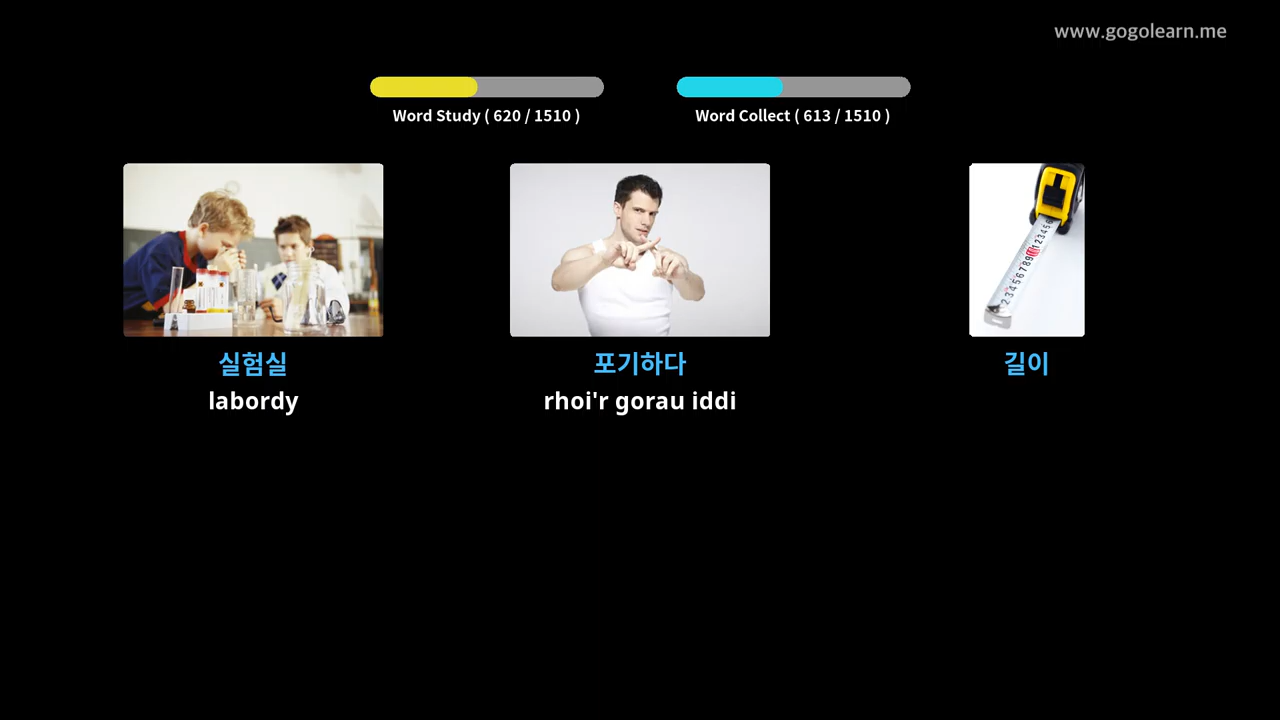 www.gogolearn.me
Word Study ( 620 / 1510 )
Word Collect ( 613 / 1510 )
실험실
포기하다
길이
labordy
rhoi'r gorau iddi